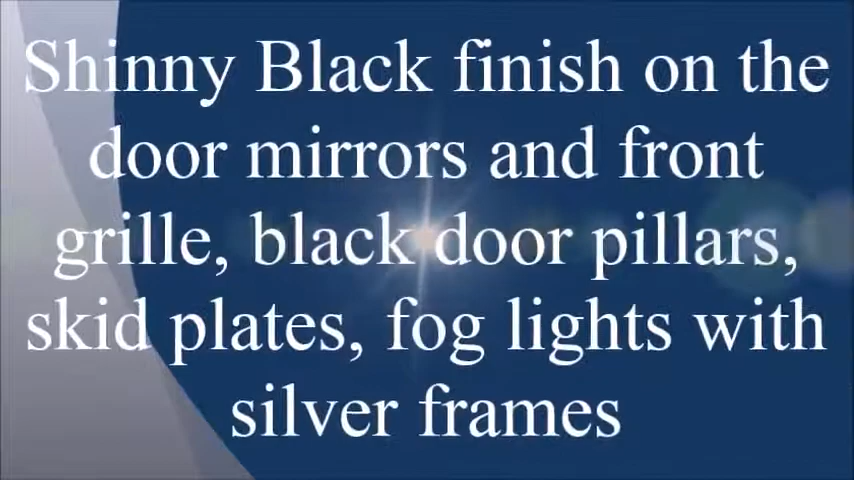 Shinny Black finish on the
door mirrors and front
grille, black door pillars,
skid plates, fog lights with
silver frames